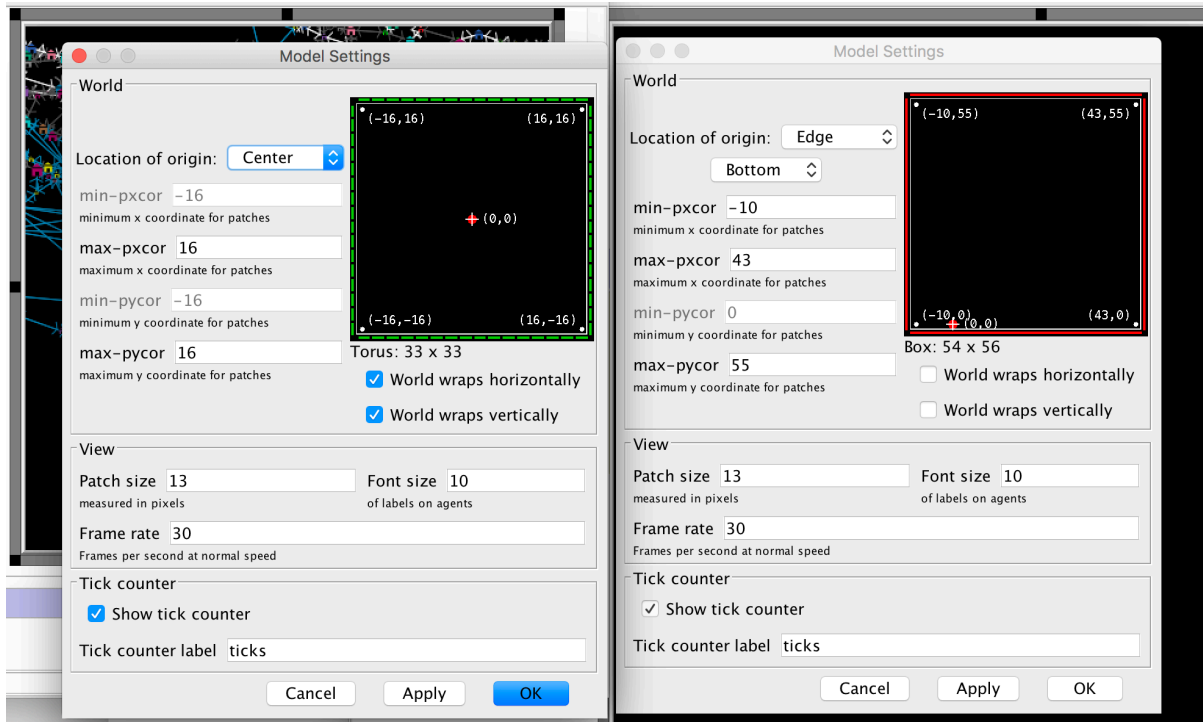 Model Settings
World
(-16,16) (16,16)
Location of origin: Center
min-pxcor -16
minimum x coordinate for patches
(0,0)
max-pxcor 16
maximum x coordinate for patches
min-pycor -16
minimum y coordinate for patches
(-16,-16) (16,-16)
max-pycor 16
maximum y coordinate for patches
Torus: 33 x 33
World wraps horizontally
World wraps vertically
View
Patch size 13
measured in pixels
Font size 10
of labels on agents
Frame rate 30
Frames per second at normal speed
Tick counter
Show tick counter
Tick counter label ticks
Cancel Apply OK
Model Settings
World
(-10,55) (43,55)
Location of origin: Edge
Bottom
min-pxcor -10
minimum x coordinate for patches
max-pxcor 43
maximum x coordinate for patches
min-pycor 0
minimum y coordinate for patches
(-10,0) (43,0)
(0,0)
max-pycor 55
maximum y coordinate for patches
Box: 54 x 56
World wraps horizontally
World wraps vertically
View
Patch size 13
measured in pixels
Font size 10
of labels on agents
Frame rate 30
Frames per second at normal speed
Tick counter
Show tick counter
Tick counter label ticks
Cancel Apply OK